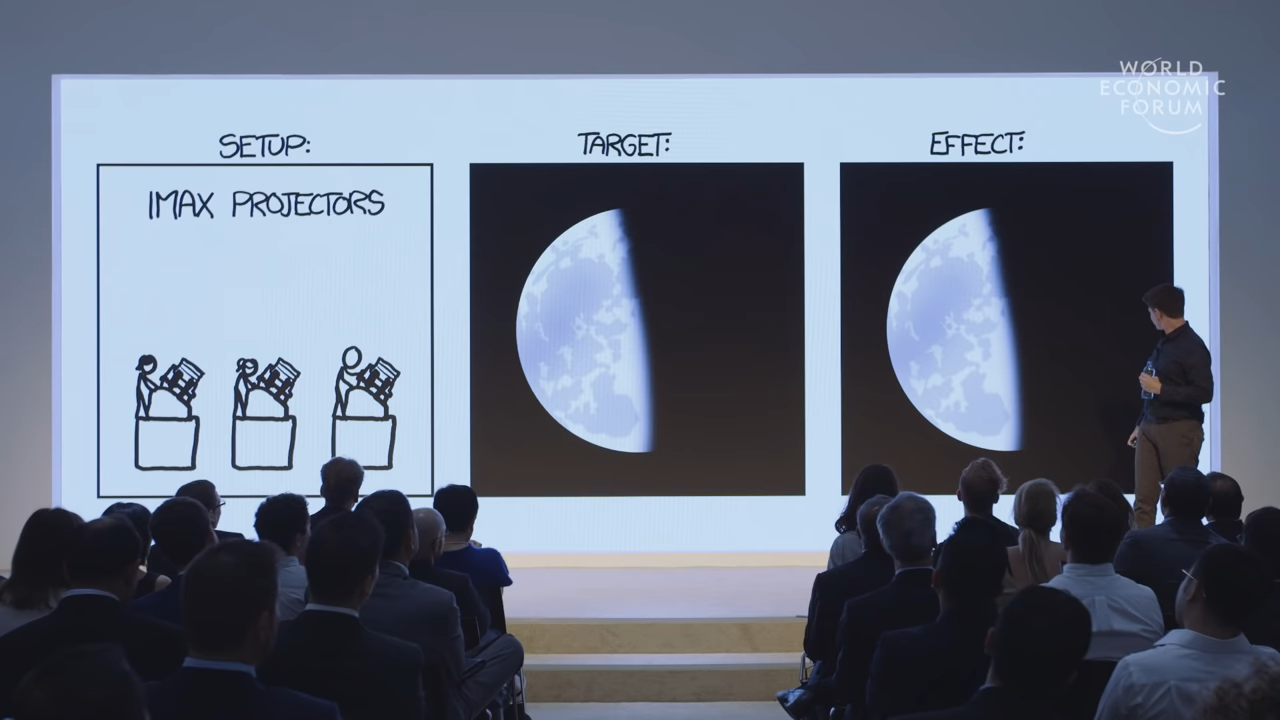 WORLD
ECONOMIC
FORUM
SETUP:
TARGET:
EFFECT:
IMAX PROJECTORS